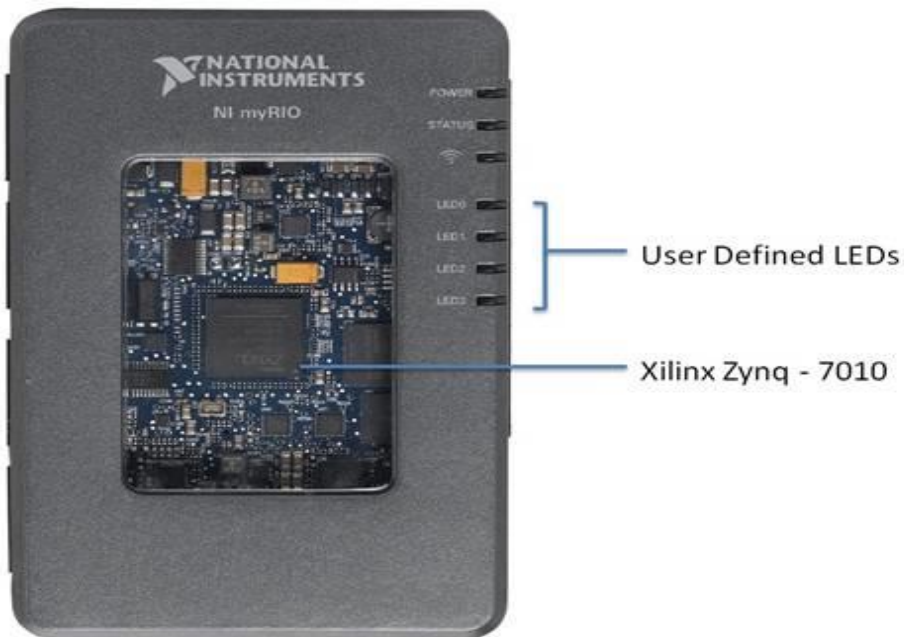 NATIONAL
INSTRUMENTS
NI myRIO
POWER
STATUS
LED0
LED1
LED2
LED3
User Defined LEDs
Xilinx Zynq - 7010